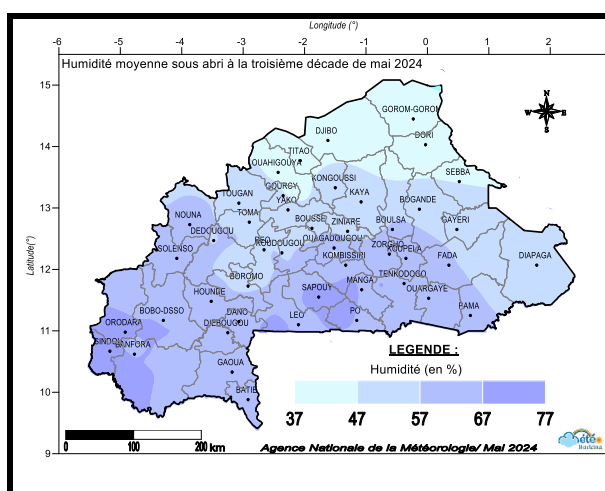 Longitude (°)
-6 -5 -4 -3 -2 -1 0 1 2
Humidité moyenne sous abri à la troisième décade de mai 2024
15
GOROM-GOROM
N
W E
S
14
DJIBO
DORI
TITAO
OUAHIGOUYA
SEBBA
KONGOUSSI
GOURCY
KAYA
13
TOUGAN
YAKO
BOGANDE
NOUNA
TOMA
BOUSSE
ZINIARE
BOULSA
GAYERI
DEDOUGOU
REO
KOUDOUGOU
OUAGADOUGOU
ZORGHO
KOUPELA
Latitude(°)
12
SOLENSO
KOMBISSIRI
FADA
DIAPAGA
BOROMO
TENKODOGO
HOUNDE
SAPOUY
MANGA
OUARGAYE
BOBO-DSSO
DANO
LEO
PO
PAMA
11
ORODARA
DIEBOUGOU
SINDOU
BANFORA
LEGENDE :
GAOUA
Humidité (en %)
10
BATIE
37 47 57 67 77
9
0 100 200 km
Agence Nationale de la Météorologie/ Mai 2024
Météo
Burkina